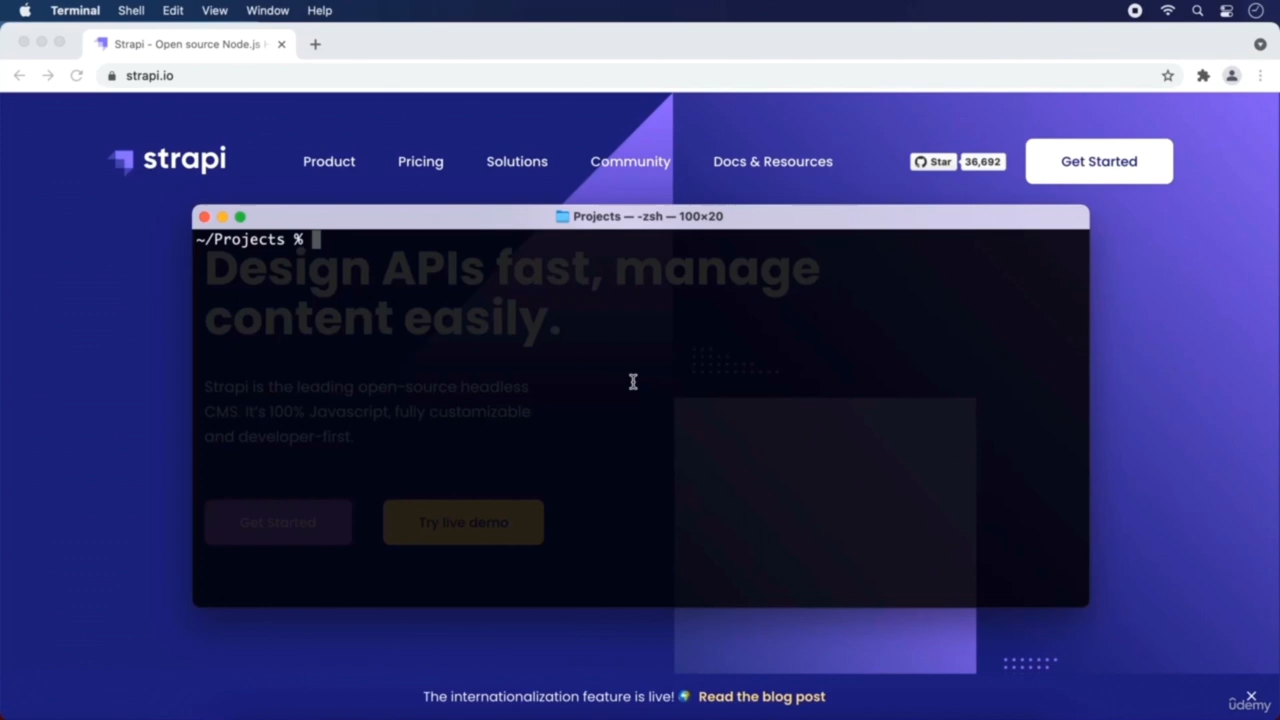 Terminal Shell Edit View Window Help
Strapi - Open source Node.js H
strapi.io
strapi Product Pricing Solutions Community Docs & Resources Star 36,692 Get Started
Projects — -zsh — 100×20
~/Projects %
Design APIs fast, manage
content easily.
Strapi is the leading open-source headless
CMS. It's 100% Javascript, fully customizable
and developer-first.
Get Started Try live demo
The internationalization feature is live! Read the blog post
ûdemy